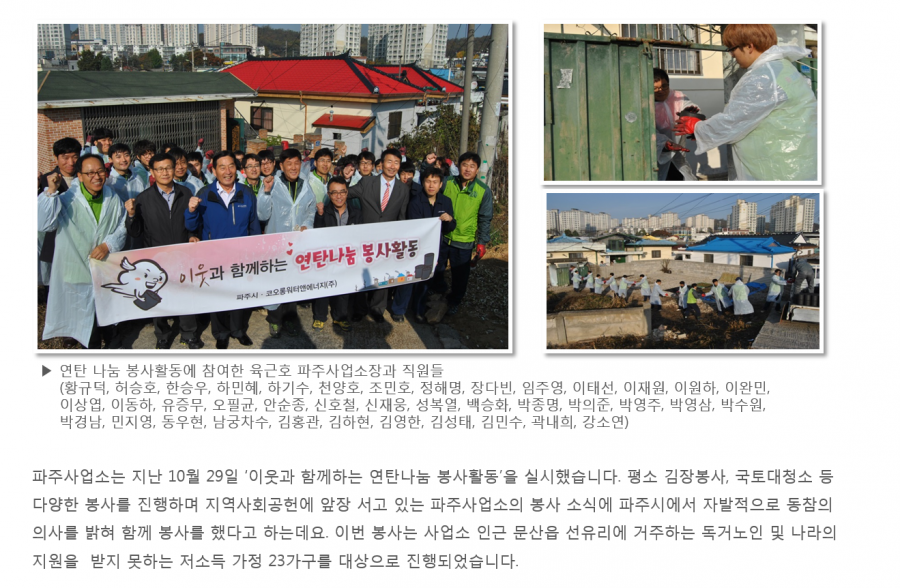 이웃과 함께하는 연탄나눔 봉사활동
파주시 · 코오롱워터앤에너지(주)
▶ 연탄 나눔 봉사활동에 참여한 육근호 파주사업소장과 직원들
(황규덕, 허승호, 한승우, 하민혜, 하기수, 천양호, 조민호, 정해명, 장다빈, 임주영, 이태선, 이재원, 이원하, 이완민,
이상엽, 이동하, 유증무, 오필균, 안순종, 신호철, 신재웅, 성복열, 백승화, 박종명, 박의준, 박영주, 박영삼, 박수원,
박경남, 민지영, 동우현, 남궁차수, 김홍관, 김하현, 김영한, 김성태, 김민수, 곽내희, 강소연)
파주사업소는 지난 10월 29일 '이웃과 함께하는 연탄나눔 봉사활동'을 실시했습니다. 평소 김장봉사, 국토대청소 등
다양한 봉사를 진행하며 지역사회공헌에 앞장 서고 있는 파주사업소의 봉사 소식에 파주시에서 자발적으로 동참의
의사를 밝혀 함께 봉사를 했다고 하는데요. 이번 봉사는 사업소 인근 문산읍 선유리에 거주하는 독거노인 및 나라의
지원을 받지 못하는 저소득 가정 23가구를 대상으로 진행되었습니다.